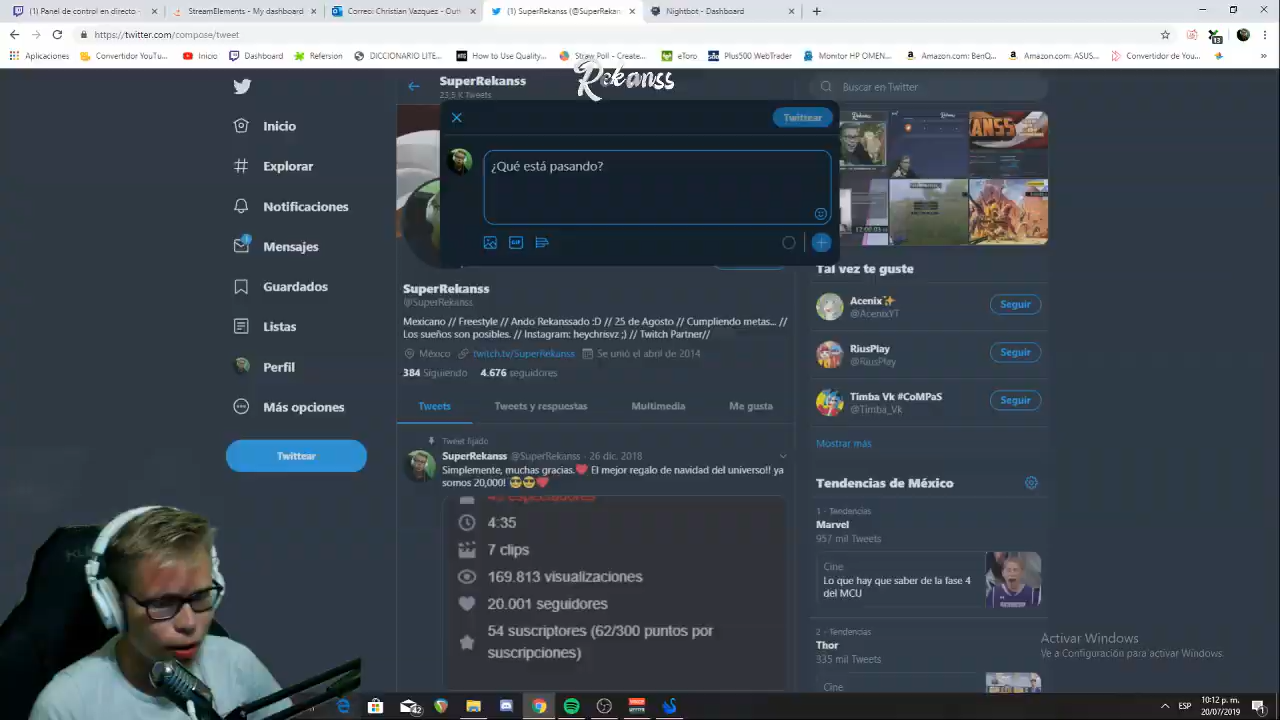 (1) Panel de control en directo -
StreamElements - My dashboard
Correo: Christian Vazquez - Out
(1) SuperRekanss (@SuperRekan
Nightbot - Dashboard
https://twitter.com/compose/tweet
13
Aplicaciones
Convertidor YouTu...
Twitch
Dashboard
Refersion
DICCIONARIO LITE...
How to Use Quality...
Straw Poll - Create...
eToro
Plus500 WebTrader
Monitor HP OMEN...
Amazon.com: BenQ...
Amazon.com: ASUS...
Convertidor de You...
»
Rekanss
Inicio
Explorar
Notificaciones
1
Mensajes
Guardados
Listas
Perfil
Más opciones
Twittear
SuperRekanss
23,5 K Tweets
Twittear
¿Qué está pasando?
GIF
SuperRekanss
@SuperRekanss
Mexicano // Freestyle // Ando Rekanssado :D // 25 de Agosto // Cumpliendo metas... //
Los sueños son posibles. // Instagram: heychrsvz ;) // Twitch Partner//
México twitch.tv/SuperRekanss Se unió el abril de 2014
384 Siguiendo 4.676 seguidores
Tweets Tweets y respuestas Multimedia Me gusta
Tweet fijado
SuperRekanss @SuperRekanss · 26 dic. 2018
Simplemente, muchas gracias.❤ El mejor regalo de navidad del universo!! ya
somos 20,000! 😎😎❤
4:35
7 clips
169.813 visualizaciones
20.001 seguidores
54 suscriptores (62/300 puntos por
suscripciones)
Buscar en Twitter
Tal vez te guste
Acenix✨
@AcenixYT
Seguir
RiusPlay
@RiusPlay
Seguir
Timba Vk #CoMPaS
@Timba_Vk
Seguir
Mostrar más
Tendencias de México
1 · Tendencias
Marvel
957 mil Tweets
Cine
Lo que hay que saber de la fase 4
del MCU
2 · Tendencias
Thor
335 mil Tweets
Cine
Activar Windows
Ve a Configuración para activar Windows.
42
ESP
10:12 p. m.
20/07/2019